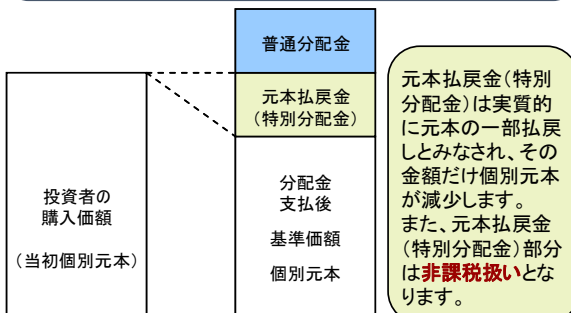 普通分配金
元本払戻金
(特別分配金)
投資者の
購入価額
(当初個別元本)
分配金
支払後
基準価額
個別元本
元本払戻金(特別
分配金)は実質的
に元本の一部払戻
しとみなされ、その
金額だけ個別元本
が減少します。
また、元本払戻金
(特別分配金)部分
は非課税扱いとな
ります。